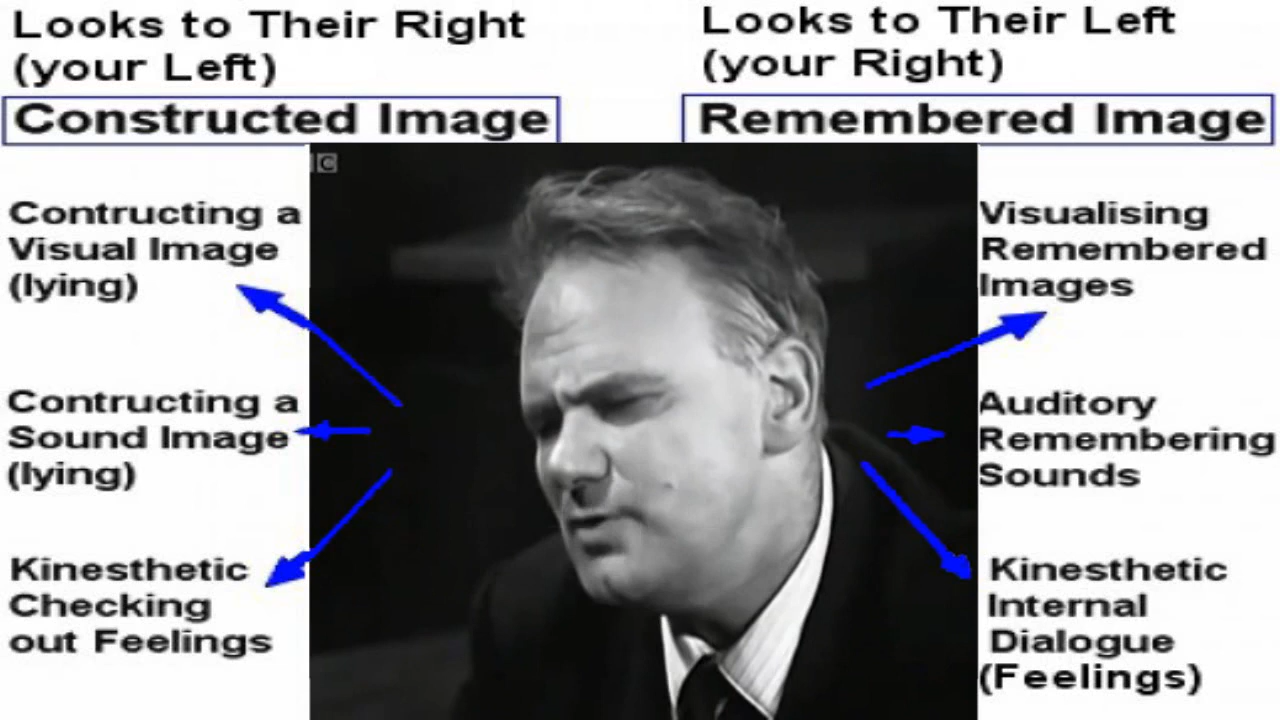 Looks to Their Right
(your Left)
Constructed Image
Looks to Their Left
(your Right)
Remembered Image
C
Contructing a
Visual Image
(lying)
Contructing a
Sound Image
(lying)
Kinesthetic
Checking
out Feelings
Visualising
Remembered
Images
Auditory
Remembering
Sounds
Kinesthetic
Internal
Dialogue
(Feelings)